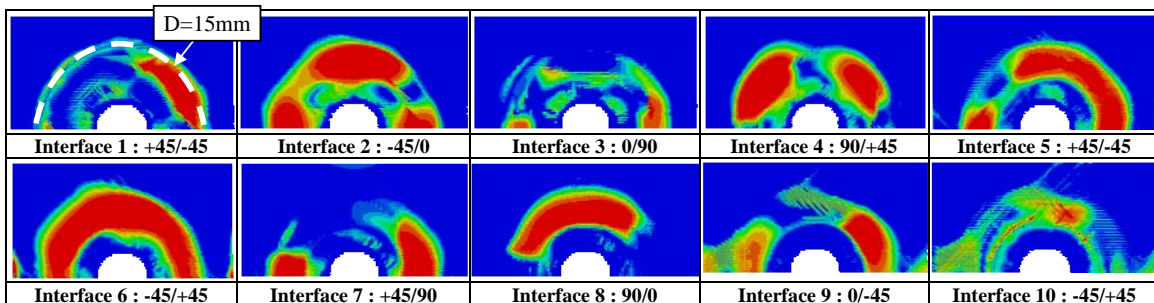 D=15mm
Interface 1 : +45/-45
Interface 2 : -45/0
Interface 3 : 0/90
Interface 4 : 90/+45
Interface 5 : +45/-45
Interface 6 : -45/+45
Interface 7 : +45/90
Interface 8 : 90/0
Interface 9 : 0/-45
Interface 10 : -45/+45